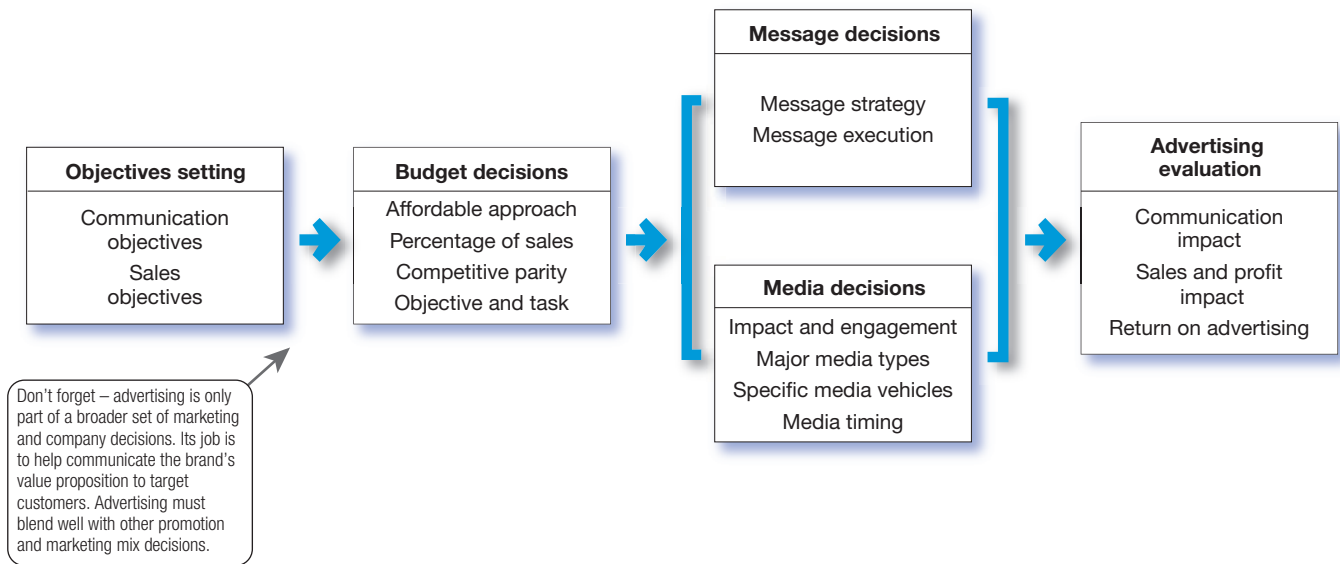 Objectives setting
Communication
objectives
Sales
objectives
Don’t forget – advertising is only
part of a broader set of marketing
and company decisions. Its job is
to help communicate the brand’s
value proposition to target
customers. Advertising must
blend well with other promotion
and marketing mix decisions.
Budget decisions
Affordable approach
Percentage of sales
Competitive parity
Objective and task
Message decisions
Message strategy
Message execution
Media decisions
Impact and engagement
Major media types
Specific media vehicles
Media timing
Advertising
evaluation
Communication
impact
Sales and profit
impact
Return on advertising